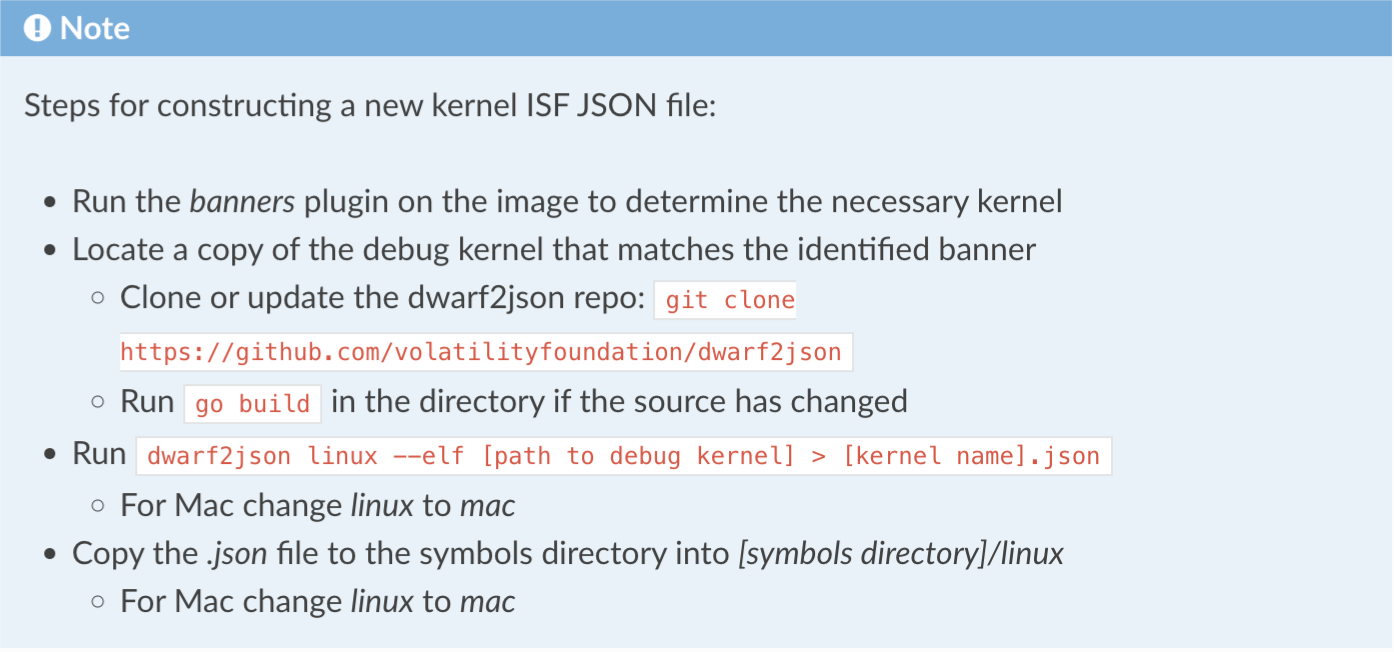 Note
Steps for constructing a new kernel ISF JSON file:
• Run the banners plugin on the image to determine the necessary kernel
• Locate a copy of the debug kernel that matches the identified banner
◦ Clone or update the dwarf2json repo: git clone
https://github.com/volatilityfoundation/dwarf2json
◦ Run go build in the directory if the source has changed
• Run dwarf2json linux --elf [path to debug kernel] > [kernel name].json
◦ For Mac change linux to mac
• Copy the .json file to the symbols directory into [symbols directory]/linux
◦ For Mac change linux to mac